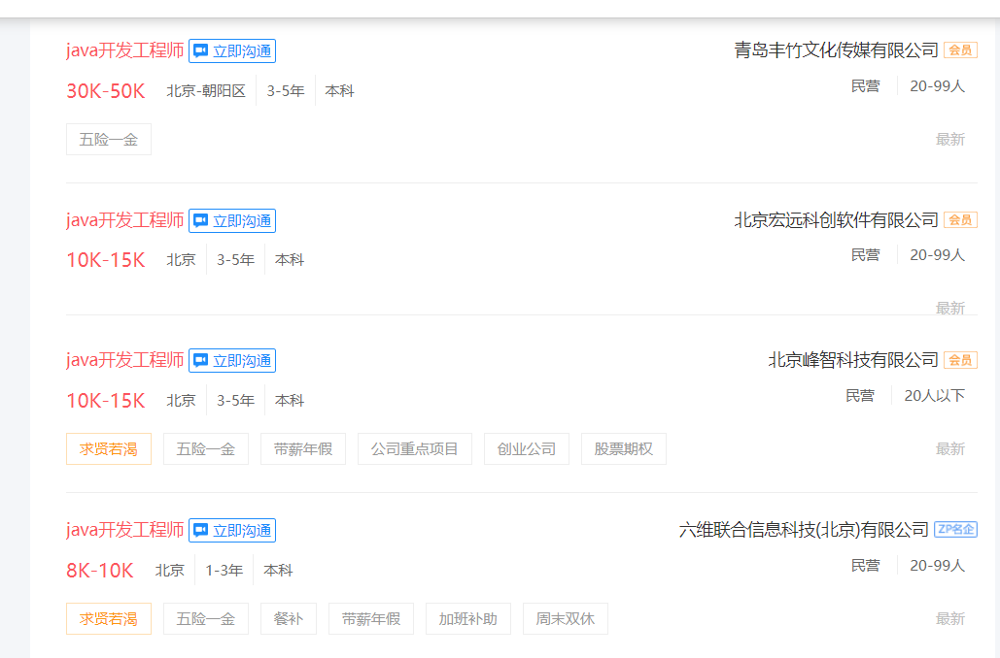 java开发工程师 立即沟通 青岛丰竹文化传媒有限公司 会员
30K-50K 北京-朝阳区 3-5年 本科 民营 20-99人
五险一金 最新
java开发工程师 立即沟通 北京宏远科创软件有限公司 会员
10K-15K 北京 3-5年 本科 民营 20-99人
最新
java开发工程师 立即沟通 北京峰智科技有限公司 会员
10K-15K 北京 3-5年 本科 民营 20人以下
求贤若渴 五险一金 带薪年假 公司重点项目 创业公司 股票期权 最新
java开发工程师 立即沟通 六维联合信息科技(北京)有限公司 ZP名企
8K-10K 北京 1-3年 本科 民营 20-99人
求贤若渴 五险一金 餐补 带薪年假 加班补助 周末双休 最新